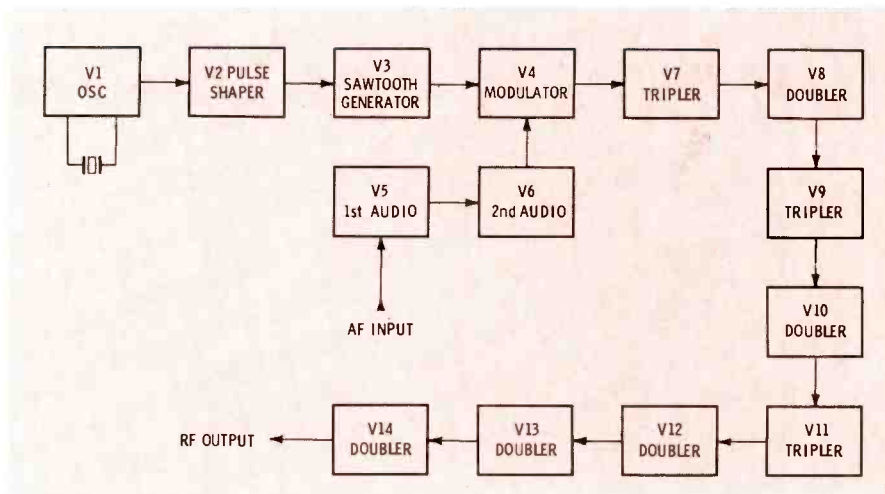 V1
OSC
V2 PULSE
SHAPER
V3
SAWTOOTH
GENERATOR
V4
MODULATOR
V7
TRIPLER
V8
DOUBLER
V5
1st AUDIO
V6
2nd AUDIO
V9
TRIPLER
AF INPUT
V10
DOUBLER
RF OUTPUT
V14
DOUBLER
V13
DOUBLER
V12
DOUBLER
V11
TRIPLER